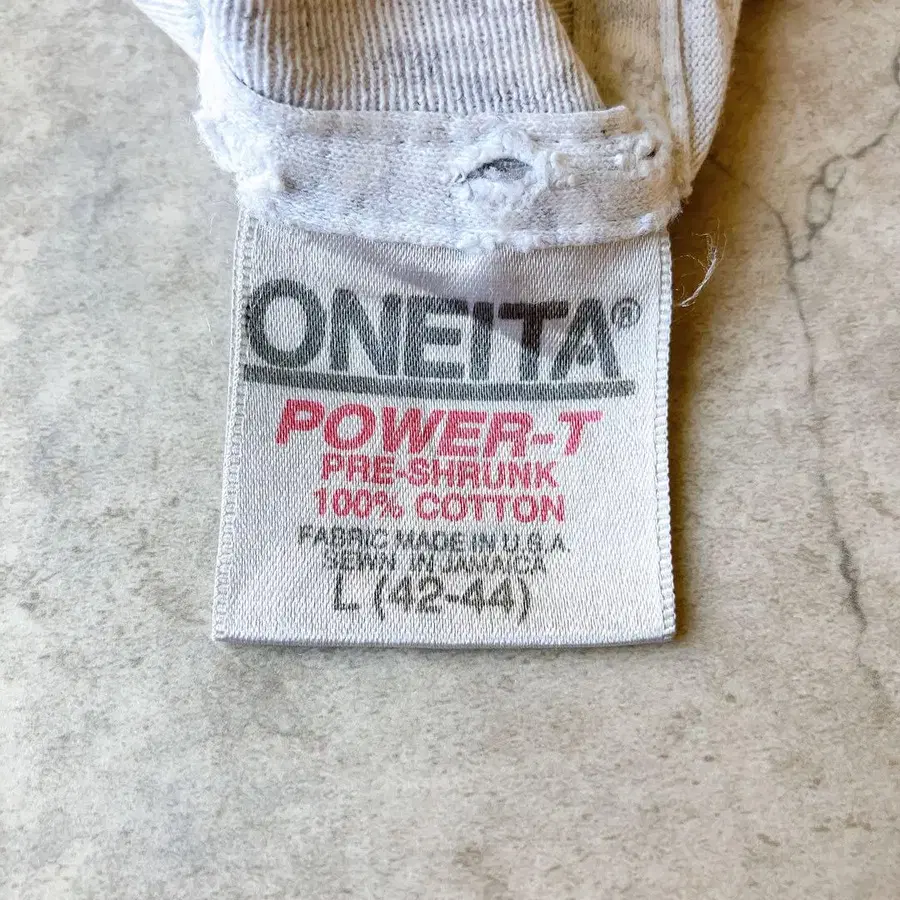 ONEITA®
POWER-T
PRE-SHRUNK
100% COTTON
FABRIC MADE IN U.S.A.
SEWN IN JAMAICA
L (42-44)